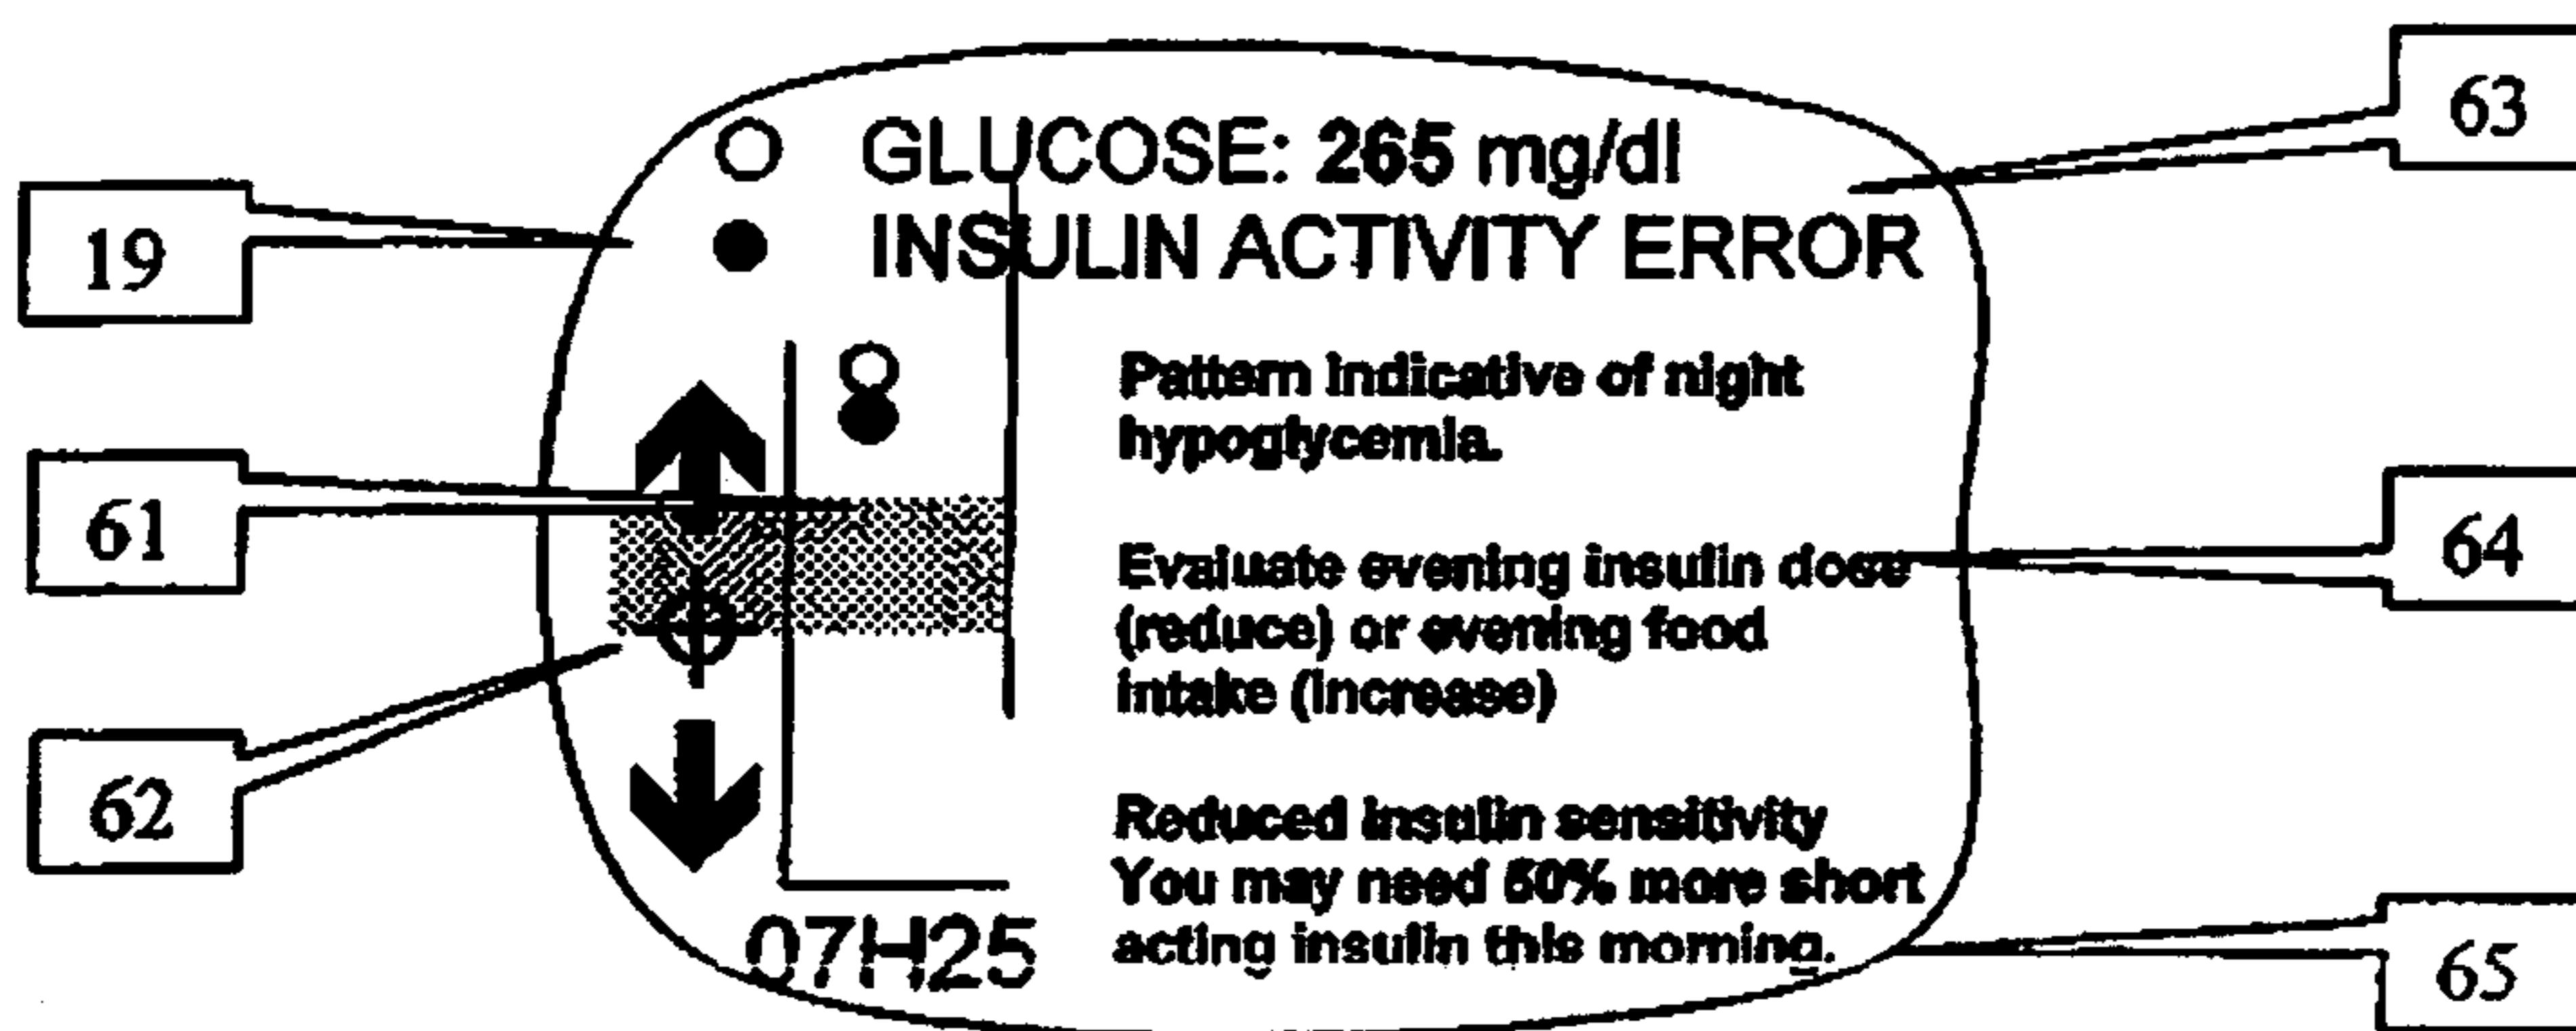 GLUCOSE: 265 mg/dl
INSULIN ACTIVITY ERROR
Pattern indicative of night
hypoglycemia.
Evaluate evening insulin dose
(reduce) or evening food
intake (increase)
Reduced insulin sensitivity
You may need 50% more short
acting insulin this morning.
07H25
19
61
62
63
64
65